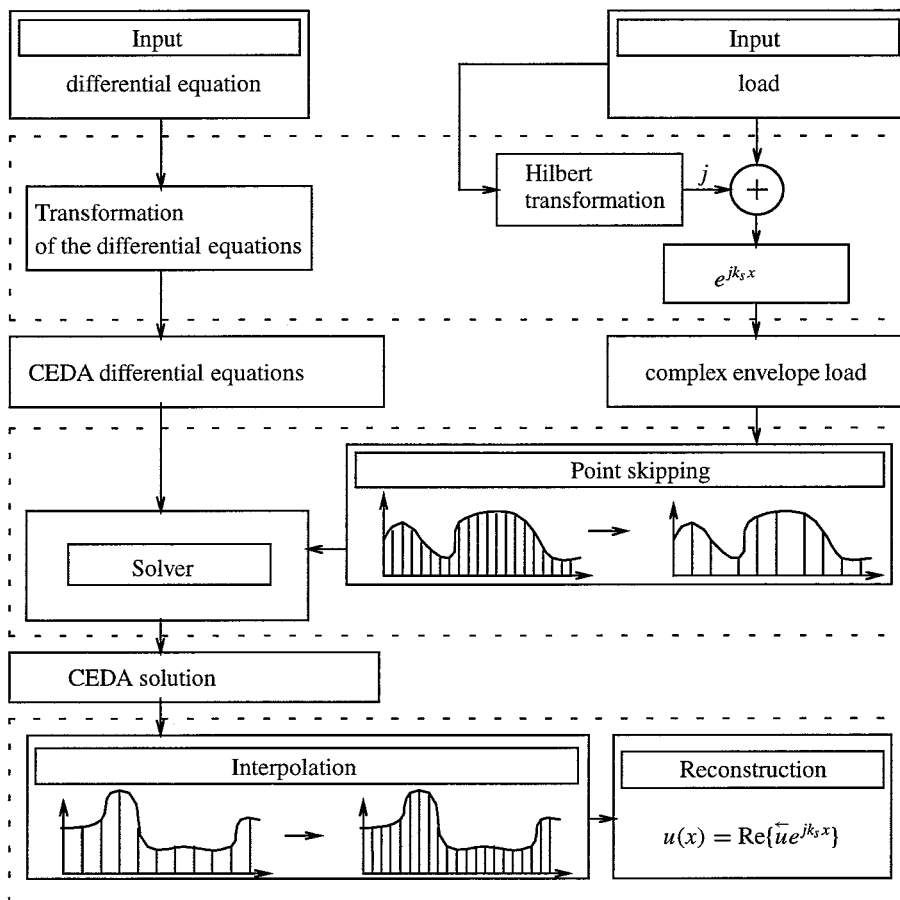 Input
differential equation
Input
load
Hilbert
transformation
j
+
Transformation
of the differential equations
e^{jk_s x}
CEDA differential equations
complex envelope load
Point skipping
Solver
CEDA solution
Interpolation
Reconstruction
u(x) = Re{\overleftarrow{u}e^{jk_s x}}